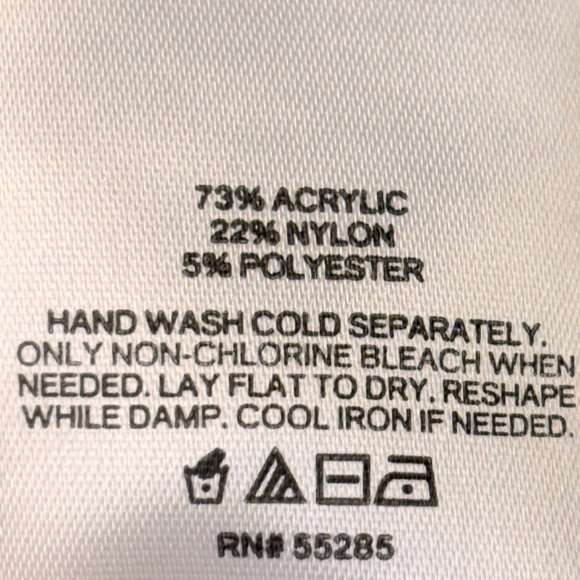 73% ACRYLIC
22% NYLON
5% POLYESTER
HAND WASH COLD SEPARATELY.
ONLY NON-CHLORINE BLEACH WHEN
NEEDED. LAY FLAT TO DRY. RESHAPE
WHILE DAMP. COOL IRON IF NEEDED.
RN# 55285